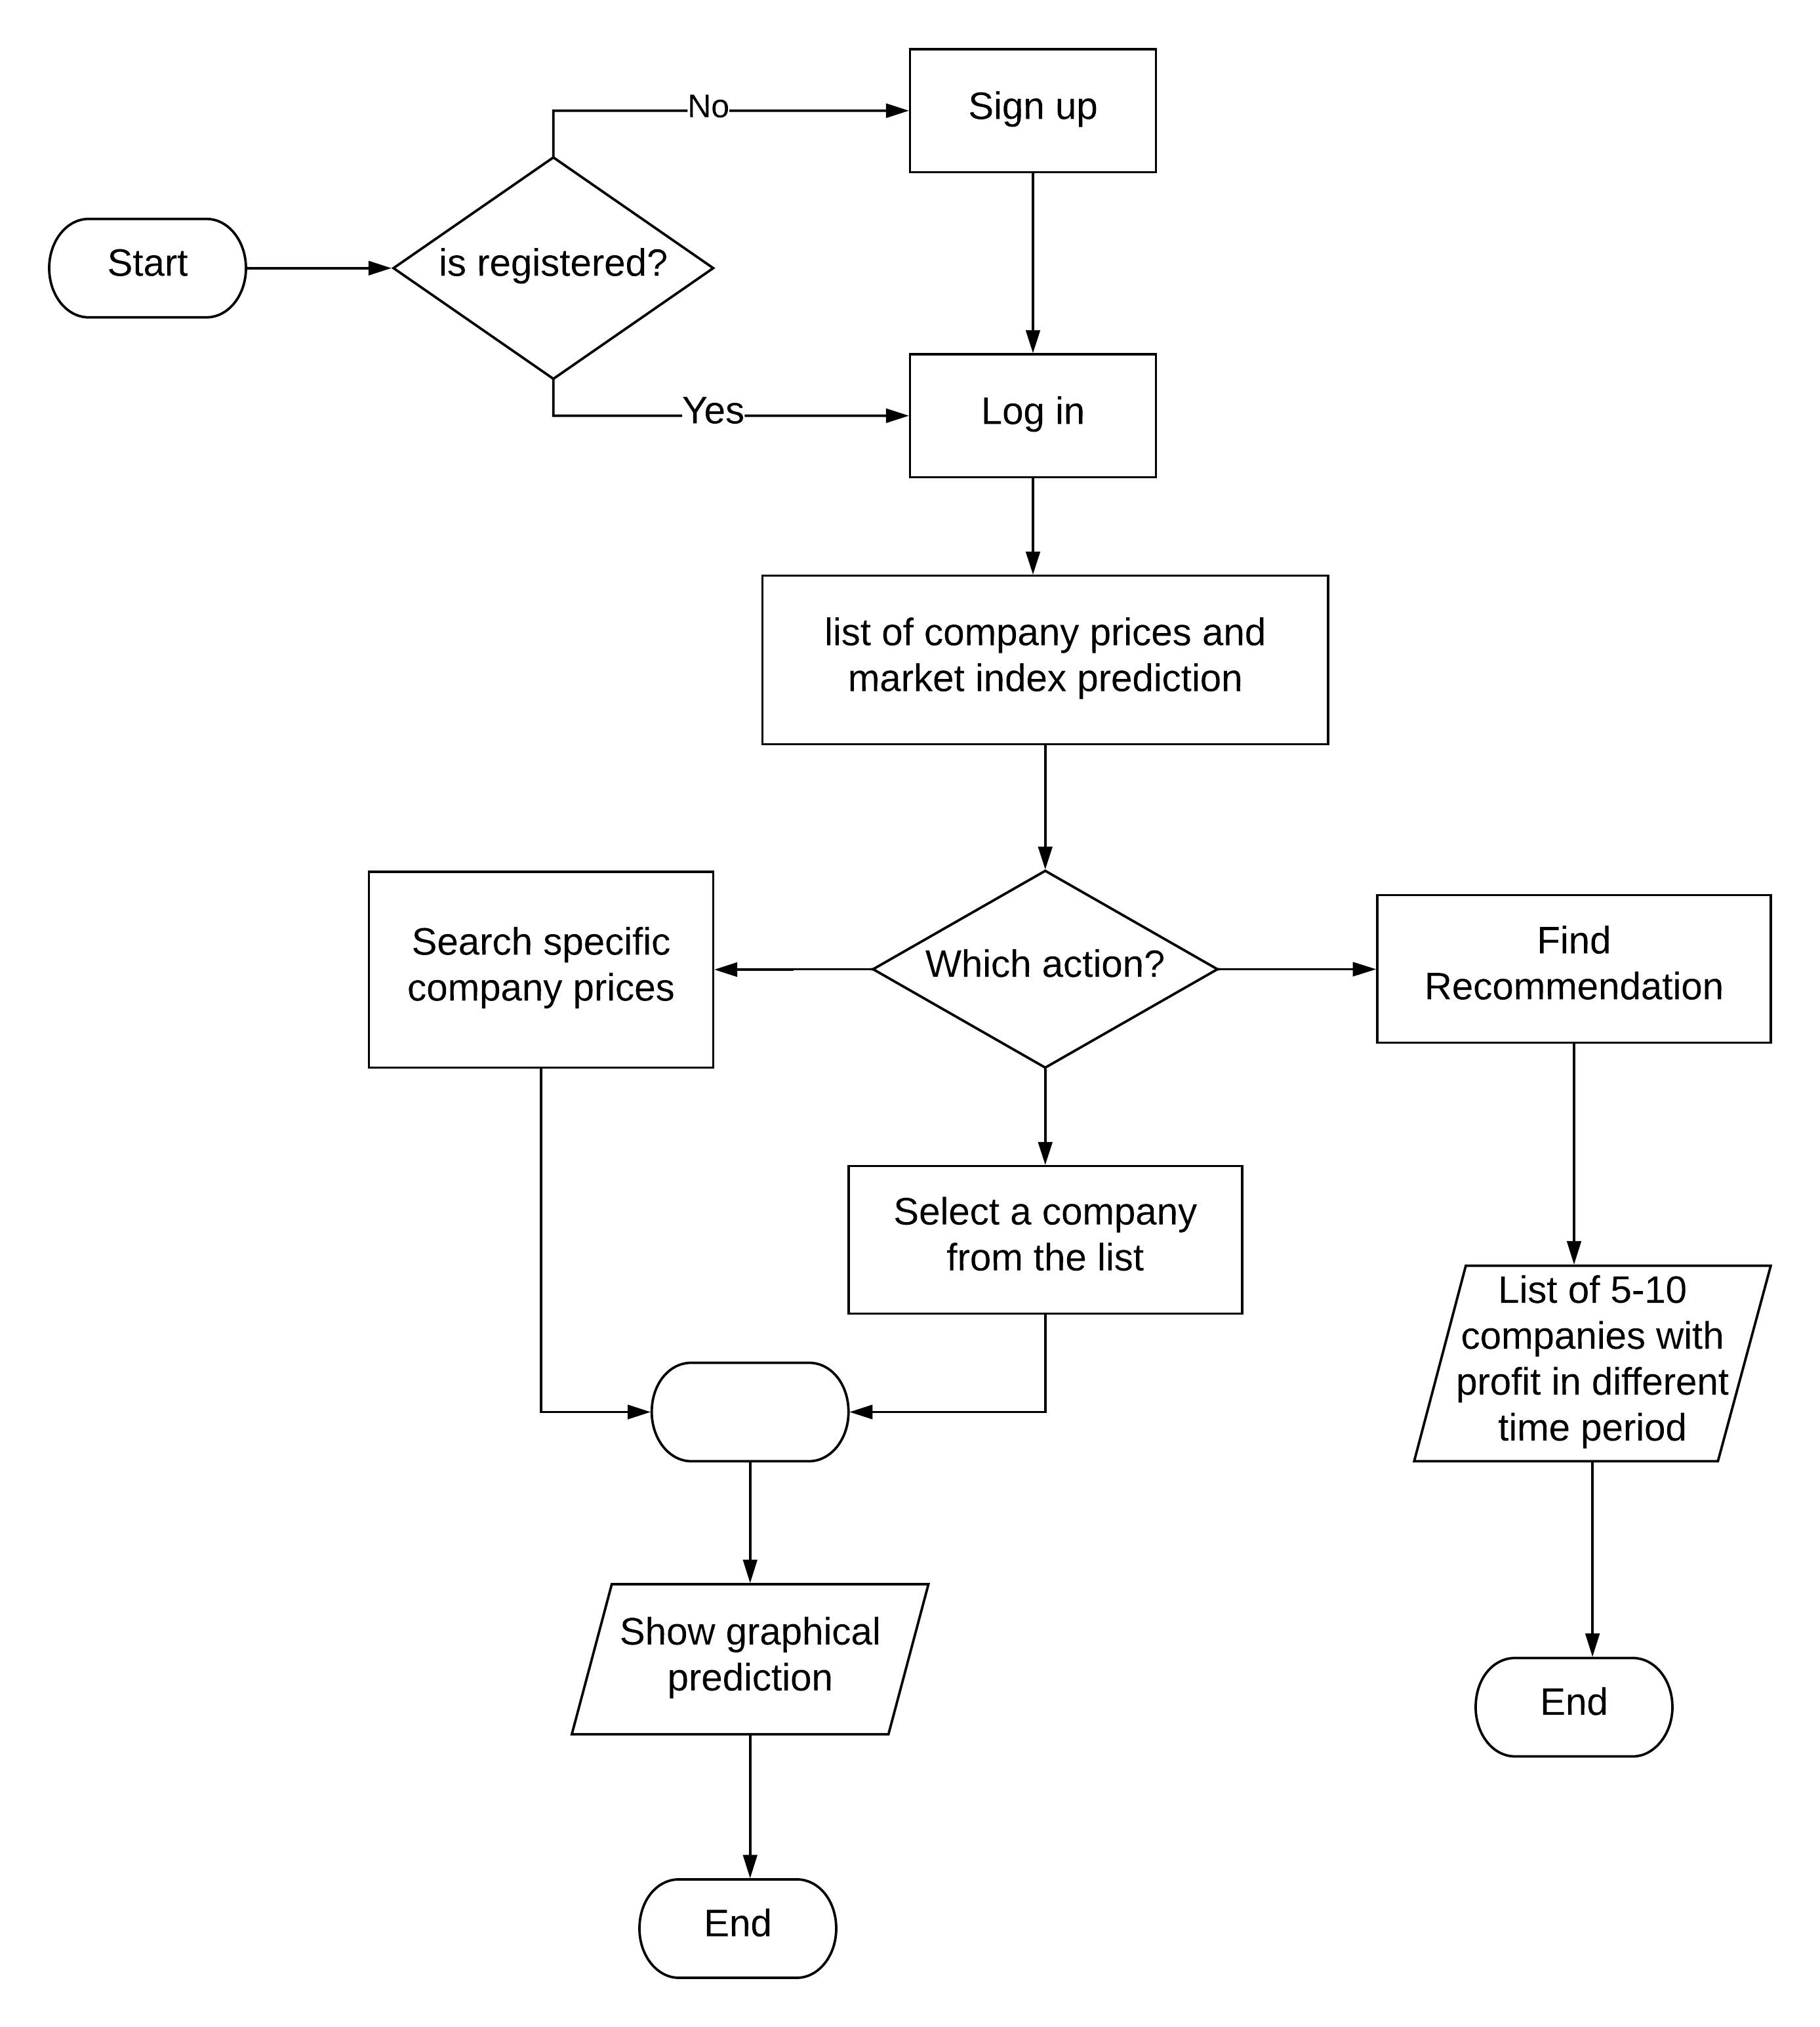 No
Sign up
Start
is registered?
Yes
Log in
list of company prices and
market index prediction
Search specific
company prices
Which action?
Find
Recommendation
Select a company
from the list
List of 5-10
companies with
profit in different
time period
Show graphical
prediction
End
End